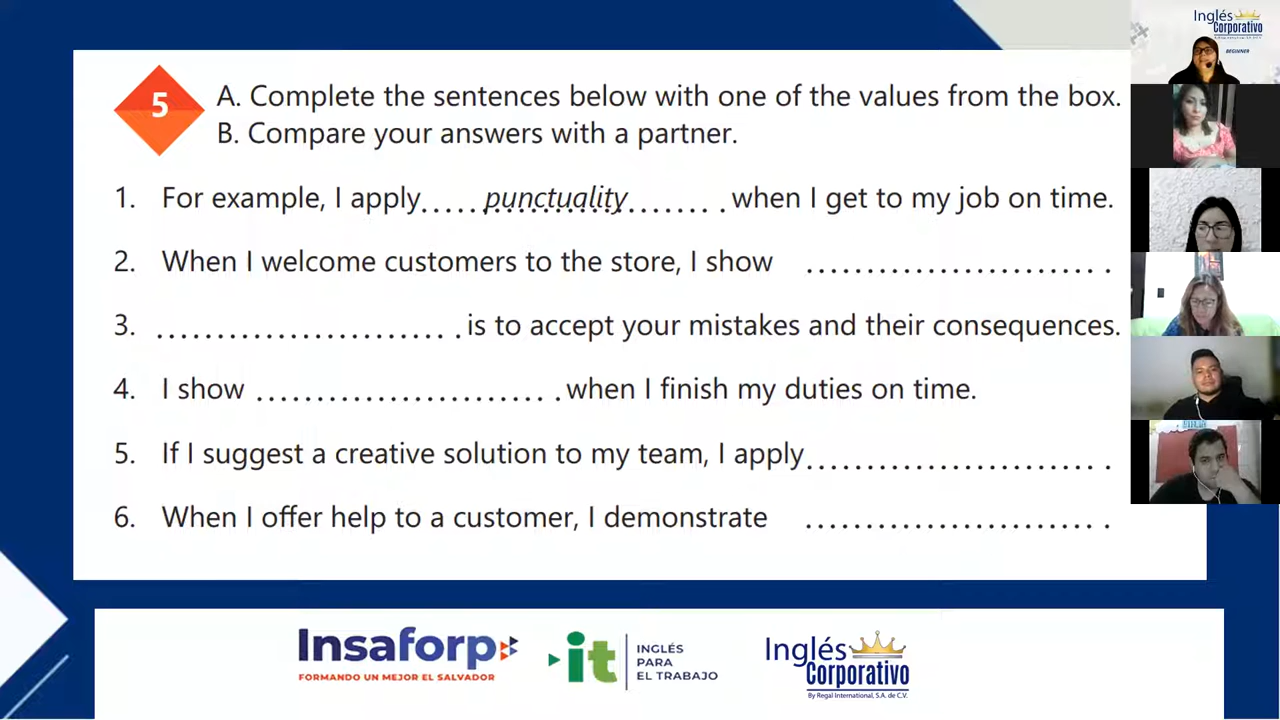 5
A. Complete the sentences below with one of the values from the box.
B. Compare your answers with a partner.
1. For example, I apply.....punctuality....... .when I get to my job on time.
2. When I welcome customers to the store, I show ........................ .
3. ........................ .is to accept your mistakes and their consequences.
4. I show ........................ .when I finish my duties on time.
5. If I suggest a creative solution to my team, I apply........................ .
6. When I offer help to a customer, I demonstrate ........................ .
Insaforp
FORMANDO UN MEJOR EL SALVADOR
it
INGLÉS
PARA
EL TRABAJO
Inglés
Corporativo
By Regal International, S.A. de C.V.
Inglés
Corporativo
BEGINNER